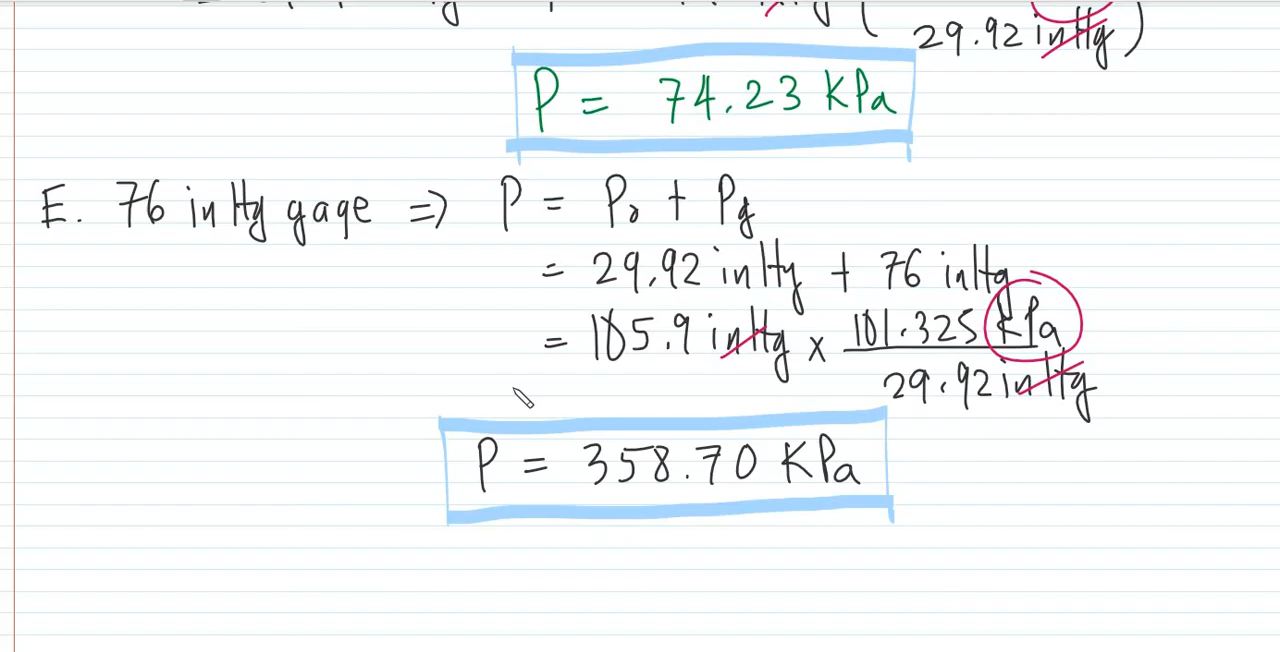 29.92 inHg )
P = 74.23 KPa
E. 76 inHg gage => P = Po + Pg
= 29.92 inHg + 76 inHg
= 105.9 inHg x 101.325 KPa
29.92 inHg
P = 358.70 KPa